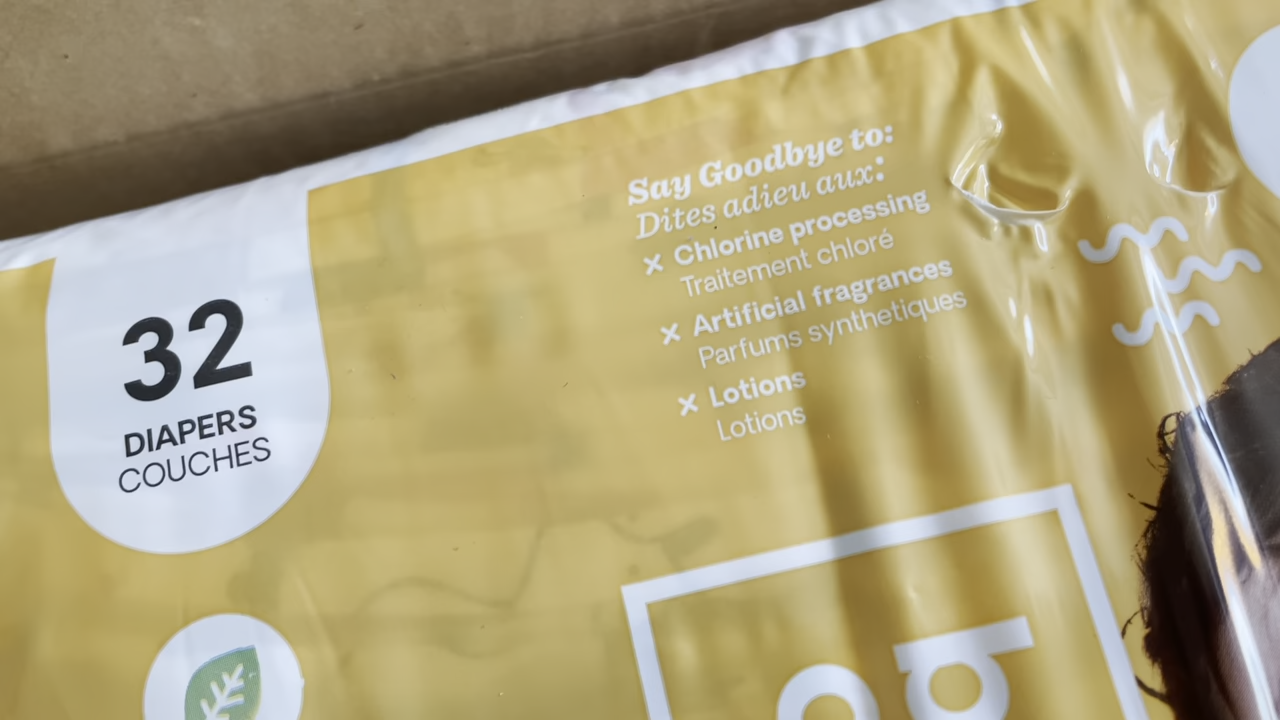 32
DIAPERS
COUCHES
Say Goodbye to:
Dites adieu aux:
× Chlorine processing
Traitement chloré
× Artificial fragrances
Parfums synthetiques
× Lotions
Lotions